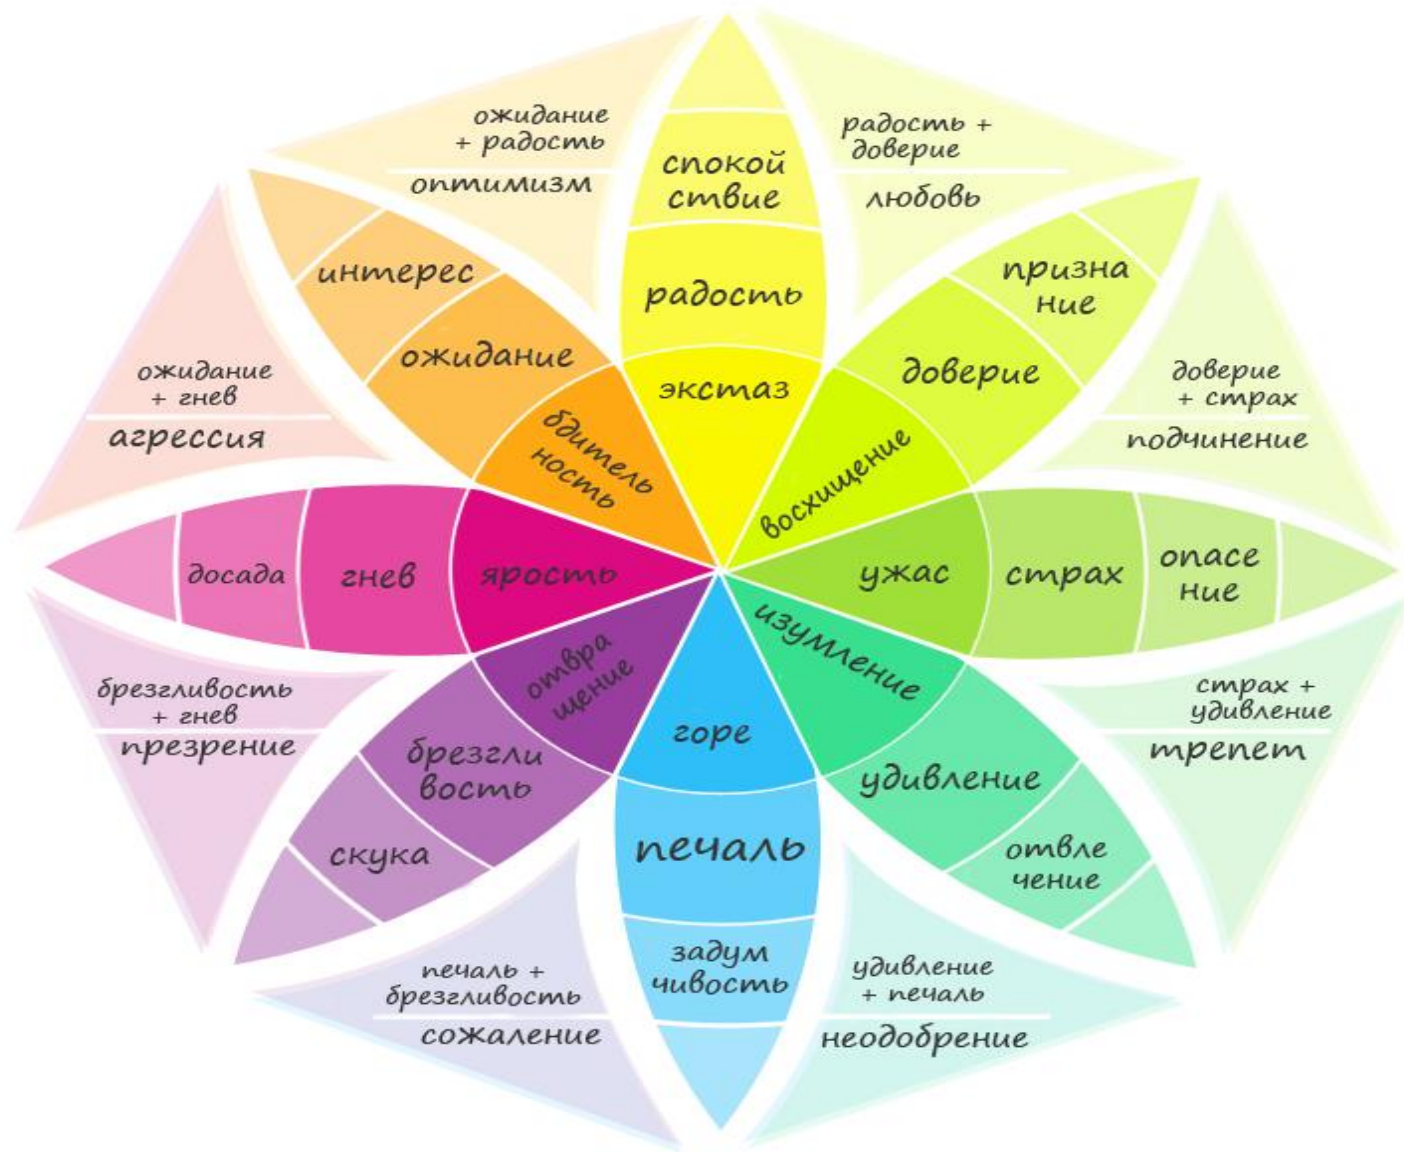 ожидание
+ радость
оптимизм
спокой
ствие
радость +
доверие
любовь
интерес
радость
призна
ние
ожидание
+ гнев
агрессия
ожидание
экстаз
доверие
доверие
+ страх
подчинение
бдитель
ность
восхищение
досада
гнев
ярость
ужас
страх
опасе
ние
отвра
щение
изумление
брезгливость
+ гнев
презрение
горе
страх +
удивление
трепет
брезгли
вость
удивление
скука
печаль
отвле
чение
печаль +
брезгливость
сожаление
задум
чивость
удивление
+ печаль
неодобрение